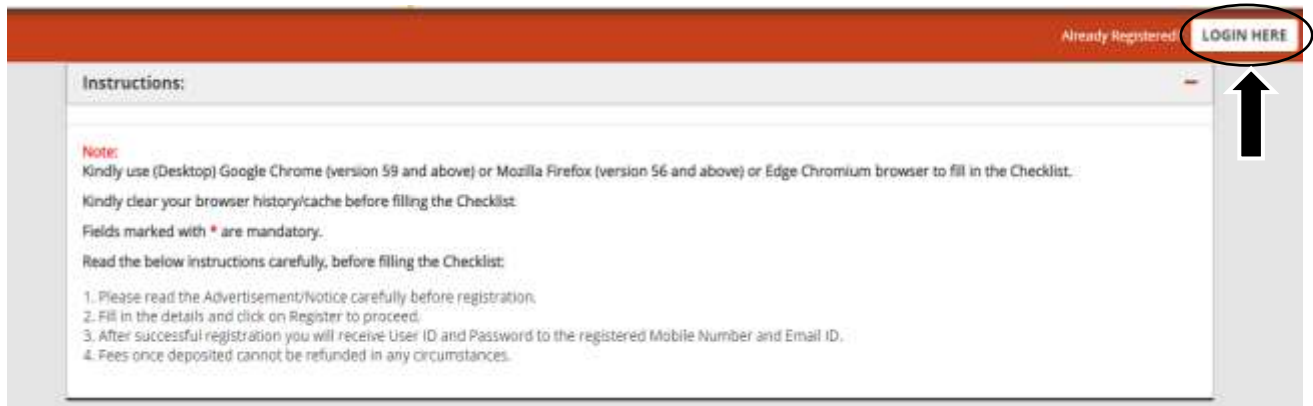 Already Registered LOGIN HERE
Instructions:
Note:
Kindly use (Desktop) Google Chrome (version 59 and above) or Mozilla Firefox (version 56 and above) or Edge Chromium browser to fill in the Checklist.
Kindly clear your browser history/cache before filling the Checklist
Fields marked with * are mandatory.
Read the below instructions carefully, before filling the Checklist:
1. Please read the Advertisement/Notice carefully before registration.
2. Fill in the details and click on Register to proceed.
3. After successful registration you will receive User ID and Password to the registered Mobile Number and Email ID.
4. Fees once deposited cannot be refunded in any circumstances.